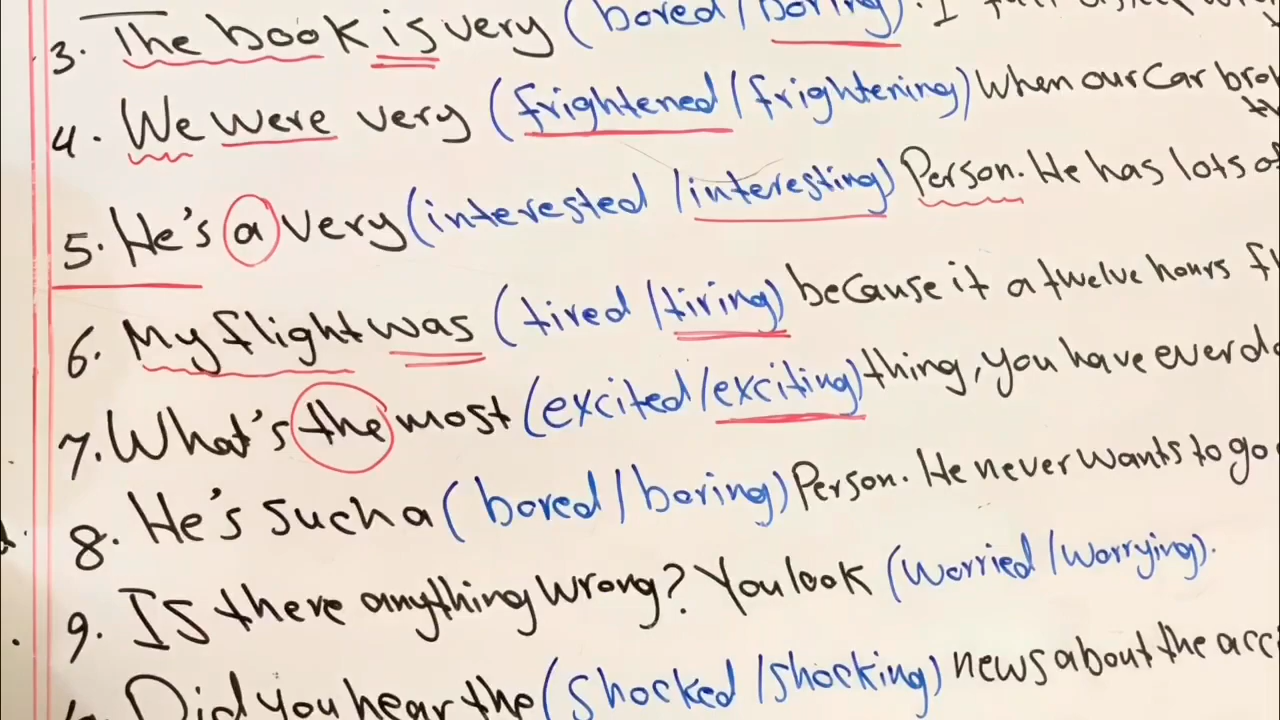 3. The book is very (bored / boring). I
4. We were very (frightened / frightening) When our Car
5. He's a very (interested / interesting) Person. He has lots of
6. My flight was (tired / tiring) because it a twelve hours
7. What's the most (excited / exciting) thing, you have ever
8. He's such a (bored / boring) Person. He never wants to go
9. Is there anything wrong? You look (worried / worrying).
Did you hear the (Shocked / shocking) news about the